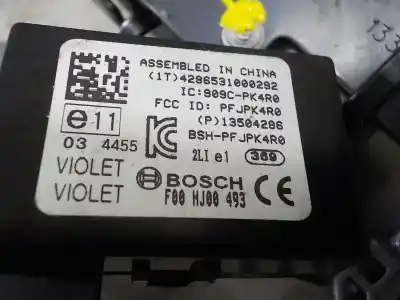 ASSEMBLED IN CHINA
(1T)4286531000292
IC:909C-PK4R0
FCC ID: PFJPK4R0
(P)13504286
BSH-PFJPK4R0
e11
03 4455
2LI e1 369
VIOLET
VIOLET
BOSCH
F00 HJ00 493
CE
133